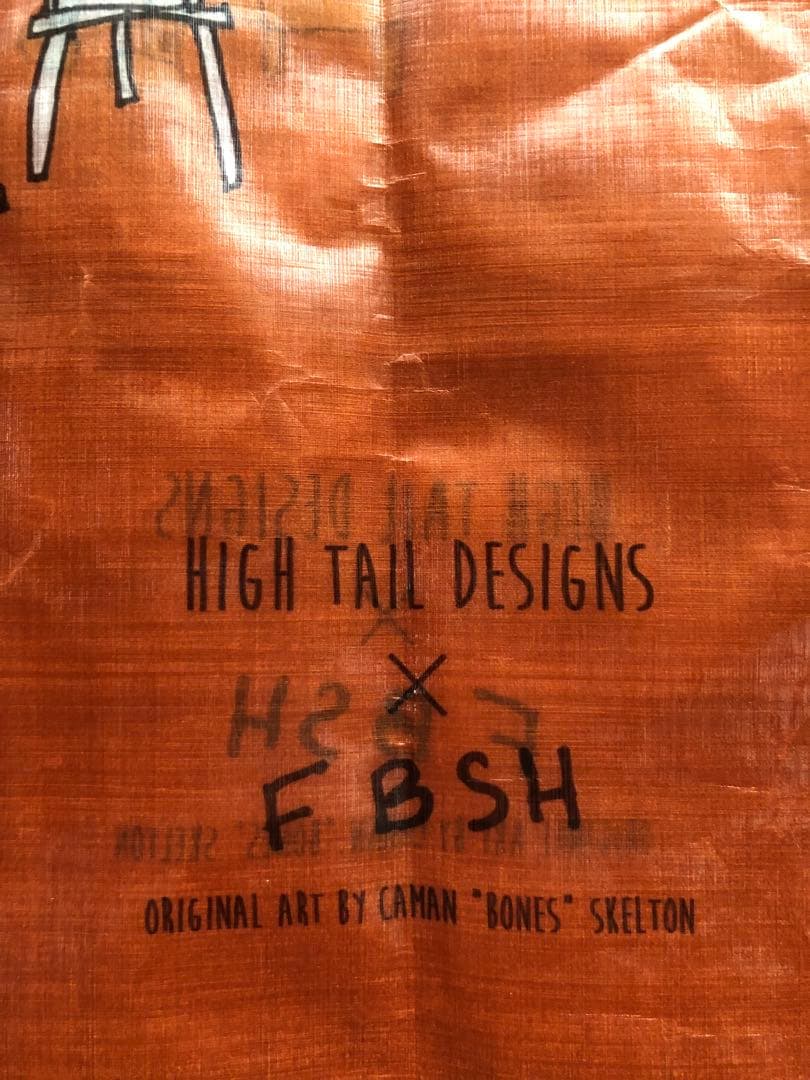 HIGH TAIL DESIGNS
X
FBSH
ORIGINAL ART BY CAMAN "BONES" SKELTON